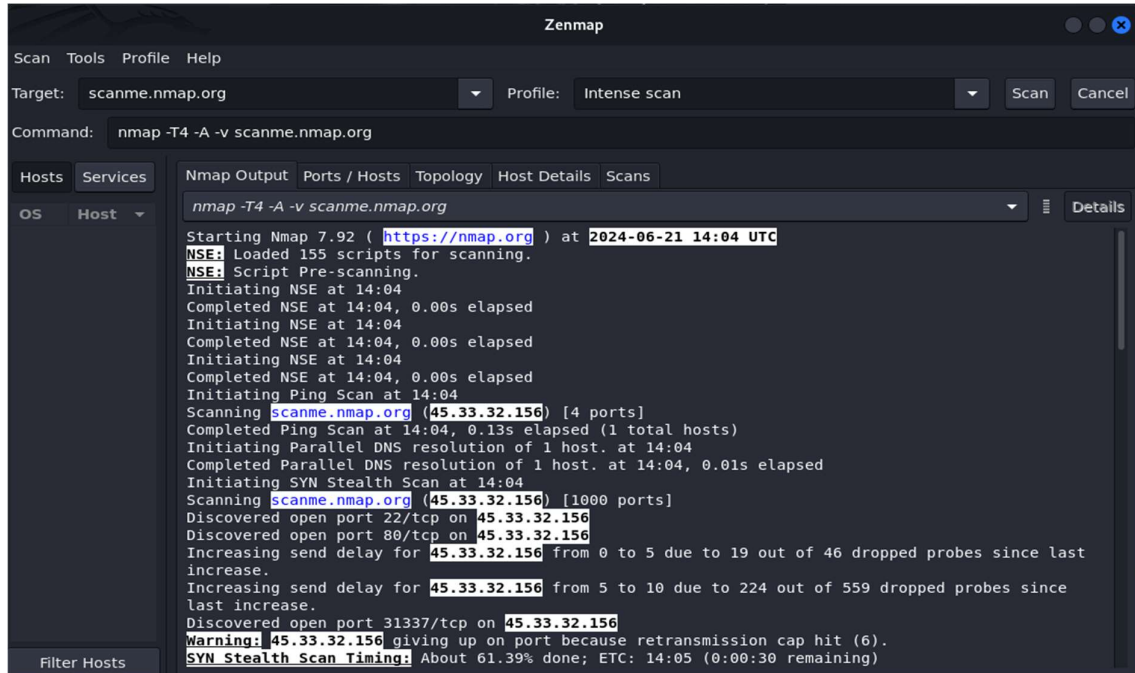 Zenmap
Scan Tools Profile Help
Target: scanme.nmap.org Profile: Intense scan Scan Cancel
Command: nmap -T4 -A -v scanme.nmap.org
Hosts Services Nmap Output Ports / Hosts Topology Host Details Scans
OS Host nmap -T4 -A -v scanme.nmap.org Details
Starting Nmap 7.92 ( https://nmap.org ) at 2024-06-21 14:04 UTC
NSE: Loaded 155 scripts for scanning.
NSE: Script Pre-scanning.
Initiating NSE at 14:04
Completed NSE at 14:04, 0.00s elapsed
Initiating NSE at 14:04
Completed NSE at 14:04, 0.00s elapsed
Initiating NSE at 14:04
Completed NSE at 14:04, 0.00s elapsed
Initiating Ping Scan at 14:04
Scanning scanme.nmap.org (45.33.32.156) [4 ports]
Completed Ping Scan at 14:04, 0.13s elapsed (1 total hosts)
Initiating Parallel DNS resolution of 1 host. at 14:04
Completed Parallel DNS resolution of 1 host. at 14:04, 0.01s elapsed
Initiating SYN Stealth Scan at 14:04
Scanning scanme.nmap.org (45.33.32.156) [1000 ports]
Discovered open port 22/tcp on 45.33.32.156
Discovered open port 80/tcp on 45.33.32.156
Increasing send delay for 45.33.32.156 from 0 to 5 due to 19 out of 46 dropped probes since last
increase.
Increasing send delay for 45.33.32.156 from 5 to 10 due to 224 out of 559 dropped probes since
last increase.
Discovered open port 31337/tcp on 45.33.32.156
Warning: 45.33.32.156 giving up on port because retransmission cap hit (6).
SYN Stealth Scan Timing: About 61.39% done; ETC: 14:05 (0:00:30 remaining)
Filter Hosts